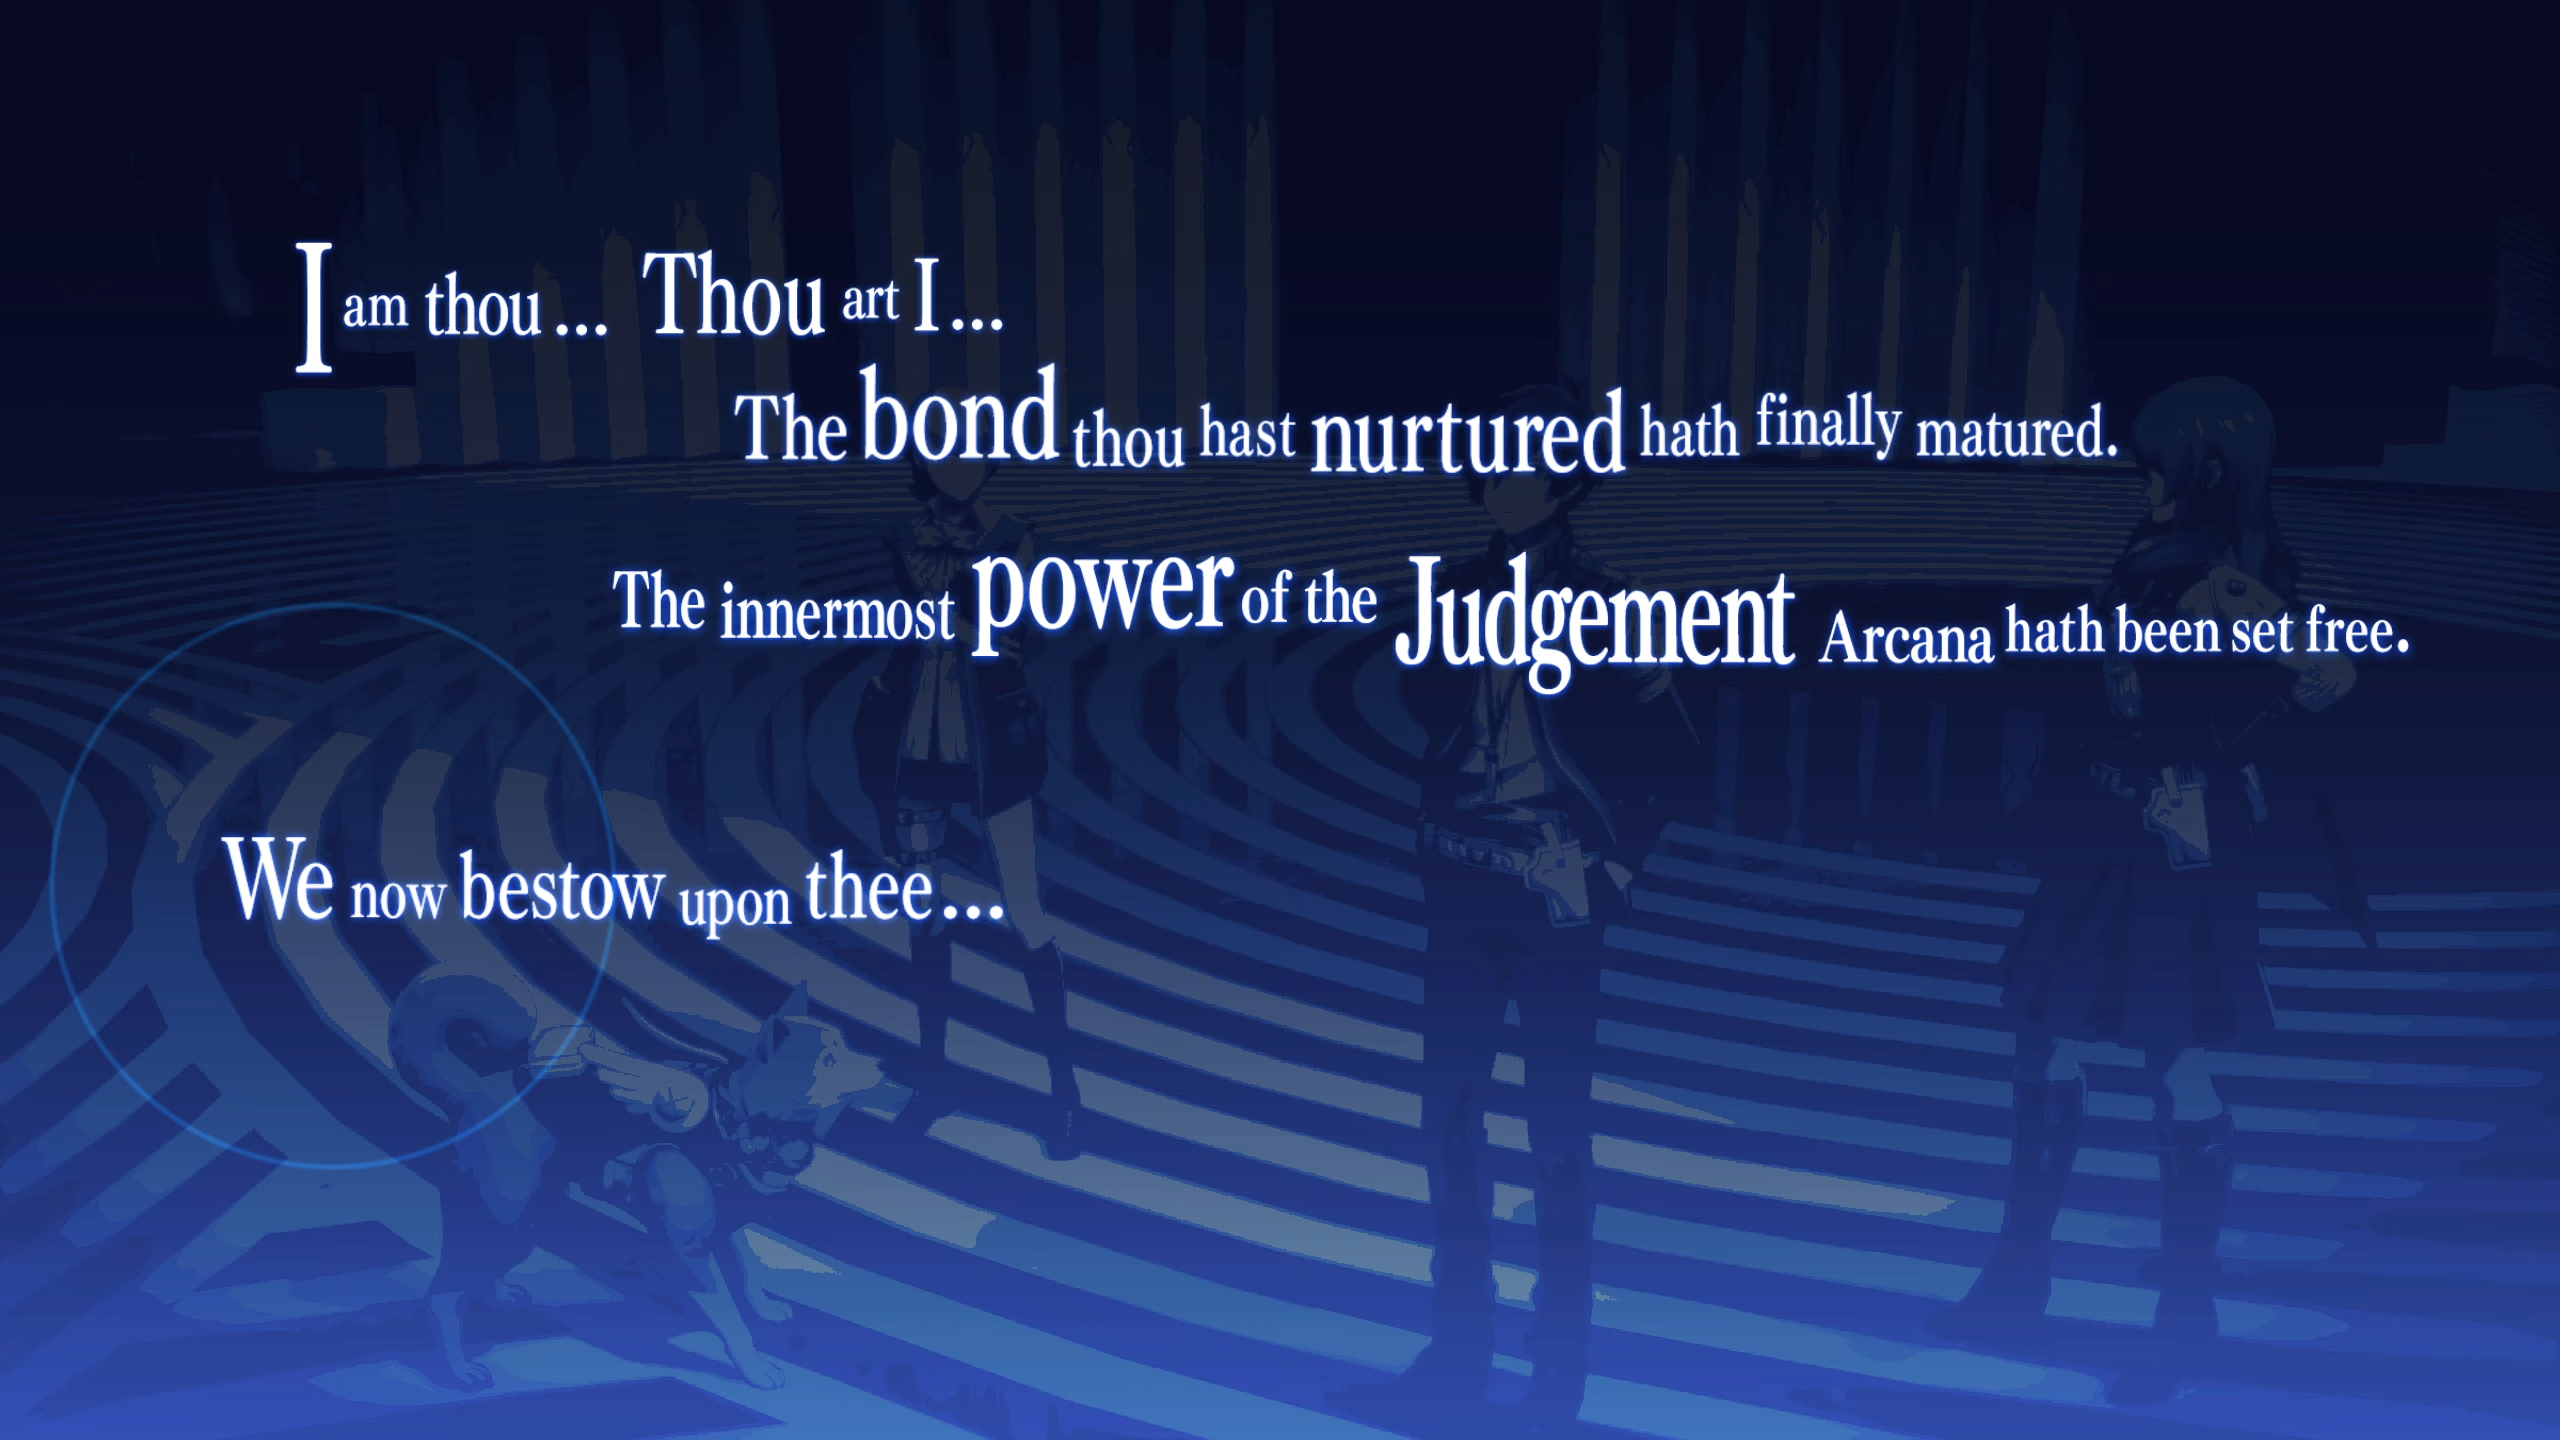 I am thou... Thou art I...
The bond thou hast nurtured hath finally matured.
The innermost power of the Judgement Arcana hath been set free.
We now bestow upon thee...